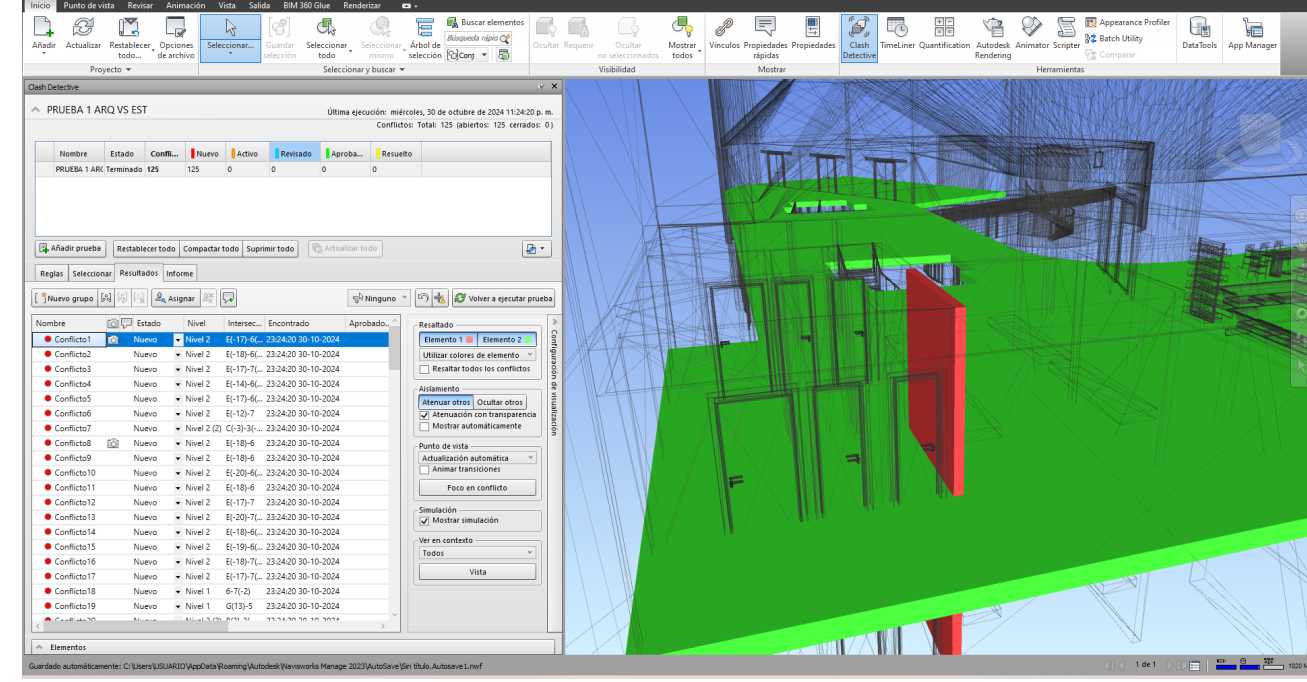 Inicio Punto de vista Revisar Animación Vista Salida BIM 360 Glue Renderizar
Añadir Actualizar Restablecer todo... Opciones de archivo Seleccionar... Guardar selección Seleccionar todo Seleccionar mismo Árbol de selección Buscar elementos Búsqueda rápida Conj Ocultar Requerir Ocultar no seleccionados Mostrar todos Vínculos Propiedades rápidas Propiedades Clash Detective TimeLiner Quantification Autodesk Rendering Animator Scripter Appearance Profiler Batch Utility Comparar DataTools App Manager
Proyecto Seleccionar y buscar Visibilidad Mostrar Herramientas
Clash Detective
PRUEBA 1 ARQ VS EST Última ejecución: miércoles, 30 de octubre de 2024 11:24:20 p. m.
Conflictos: Total: 125 (abiertos: 125 cerrados: 0)
Nombre Estado Confli... Nuevo Activo Revisado Aproba... Resuelto
PRUEBA 1 ARQ Terminado 125 125 0 0 0 0
Añadir prueba Restablecer todo Compactar todo Suprimir todo Actualizar todo
Reglas Seleccionar Resultados Informe
Nuevo grupo Asignar Ninguno Volver a ejecutar prueba
Nombre Estado Nivel Intersec... Encontrado Aprobado...
Conflicto1 Nuevo Nivel 2 E(-17)-6(... 23:24:20 30-10-2024
Conflicto2 Nuevo Nivel 2 E(-18)-6(... 23:24:20 30-10-2024
Conflicto3 Nuevo Nivel 2 E(-17)-7(... 23:24:20 30-10-2024
Conflicto4 Nuevo Nivel 2 E(-14)-6(... 23:24:20 30-10-2024
Conflicto5 Nuevo Nivel 2 E(-17)-6(... 23:24:20 30-10-2024
Conflicto6 Nuevo Nivel 2 E(-12)-7 23:24:20 30-10-2024
Conflicto7 Nuevo Nivel 2 (2) C(-3)-3(-... 23:24:20 30-10-2024
Conflicto8 Nuevo Nivel 2 E(-18)-6 23:24:20 30-10-2024
Conflicto9 Nuevo Nivel 2 E(-18)-6 23:24:20 30-10-2024
Conflicto10 Nuevo Nivel 2 E(-20)-6(... 23:24:20 30-10-2024
Conflicto11 Nuevo Nivel 2 E(-18)-6 23:24:20 30-10-2024
Conflicto12 Nuevo Nivel 2 E(-17)-7 23:24:20 30-10-2024
Conflicto13 Nuevo Nivel 2 E(-20)-7(... 23:24:20 30-10-2024
Conflicto14 Nuevo Nivel 2 E(-18)-6(... 23:24:20 30-10-2024
Conflicto15 Nuevo Nivel 2 E(-19)-6(... 23:24:20 30-10-2024
Conflicto16 Nuevo Nivel 2 E(-18)-7(... 23:24:20 30-10-2024
Conflicto17 Nuevo Nivel 2 E(-17)-7(... 23:24:20 30-10-2024
Conflicto18 Nuevo Nivel 1 6-7(-2) 23:24:20 30-10-2024
Conflicto19 Nuevo Nivel 1 G(13)-5 23:24:20 30-10-2024
Resaltado
Elemento 1 Elemento 2
Utilizar colores de elemento
Resaltar todos los conflictos
Aislamiento
Atenuar otros Ocultar otros
Atenuación con transparencia
Mostrar automáticamente
Punto de vista
Actualización automática
Animar transiciones
Foco en conflicto
Simulación
Mostrar simulación
Ver en contexto
Todos
Vista
Configuración de visualización
Elementos
Guardado automáticamente: C:\Users\USUARIO\AppData\Roaming\Autodesk\Navisworks Manage 2023\AutoSave\Sin título.Autosave1.nwf 1 de 1 1020 M